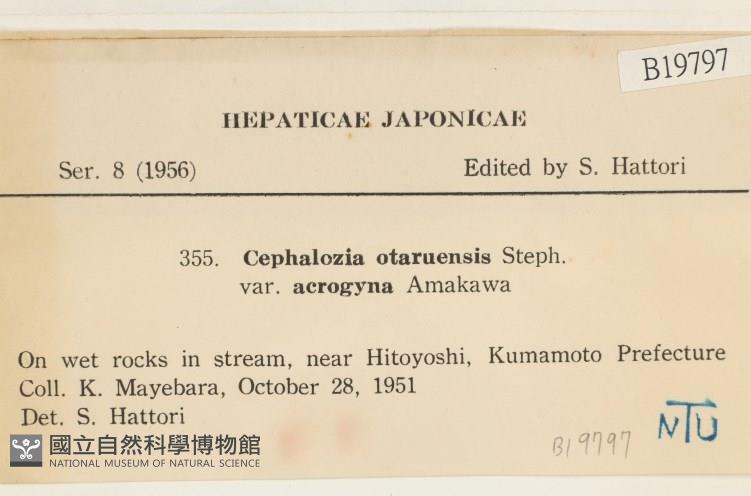 B19797
HEPATICAE JAPONICAE
Ser. 8 (1956) Edited by S. Hattori
355. Cephalozia otaruensis Steph.
var. acrogyna Amakawa
On wet rocks in stream, near Hitoyoshi, Kumamoto Prefecture
Coll. K. Mayebara, October 28, 1951
Det. S. Hattori
NTU
B19797
國立自然科學博物館
NATIONAL MUSEUM OF NATURAL SCIENCE